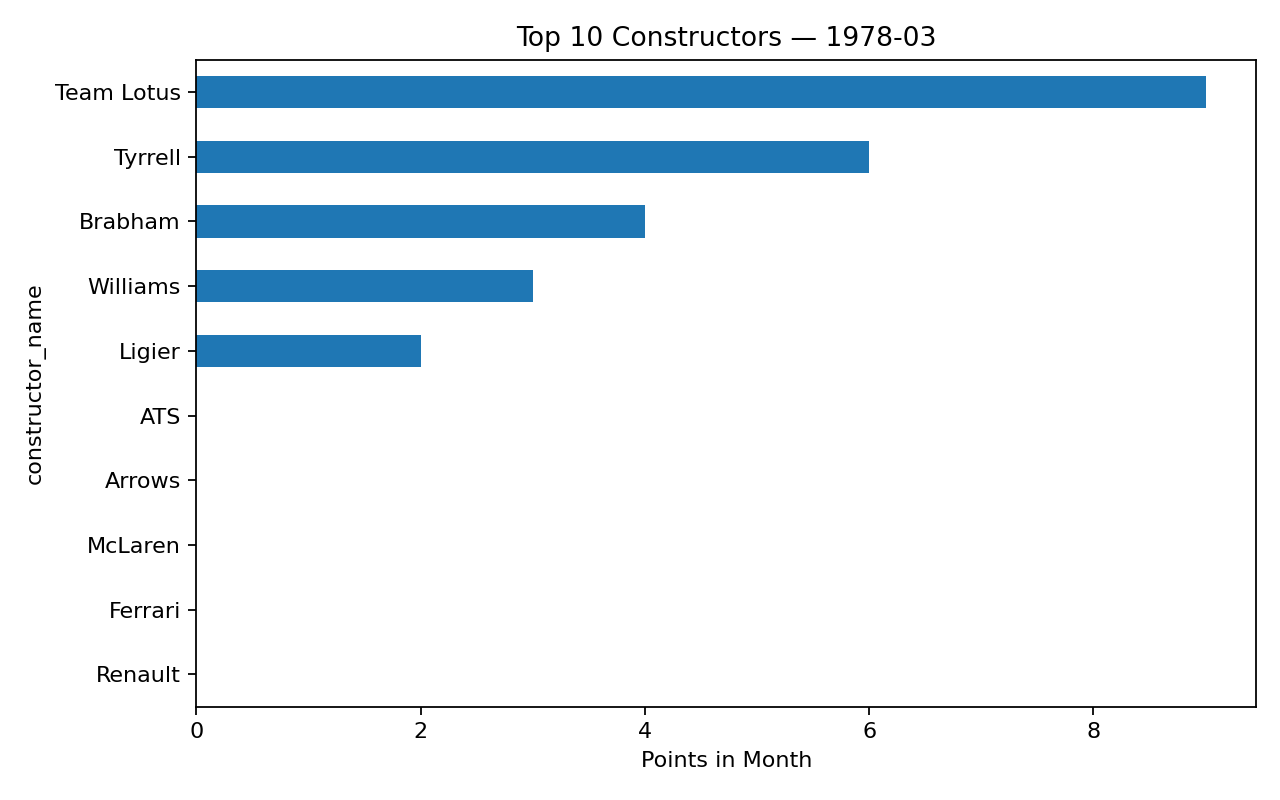 Top 10 Constructors — 1978-03
constructor_name
Team Lotus
Tyrrell
Brabham
Williams
Ligier
ATS
Arrows
McLaren
Ferrari
Renault
0 2 4 6 8
Points in Month